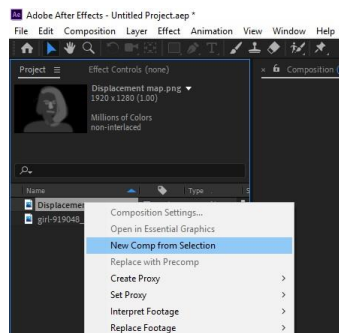 Adobe After Effects - Untitled Project.aep *
File Edit Composition Layer Effect Animation View Window Help
Project Effect Controls (none) × Composition
Displacement map.png
1920 x 1280 (1.00)
Millions of Colors
non-interlaced
Name Type S
Displacemen
girl-919048_
Composition Settings...
Open in Essential Graphics
New Comp from Selection
Replace with Precomp
Create Proxy
Set Proxy
Interpret Footage
Replace Footage